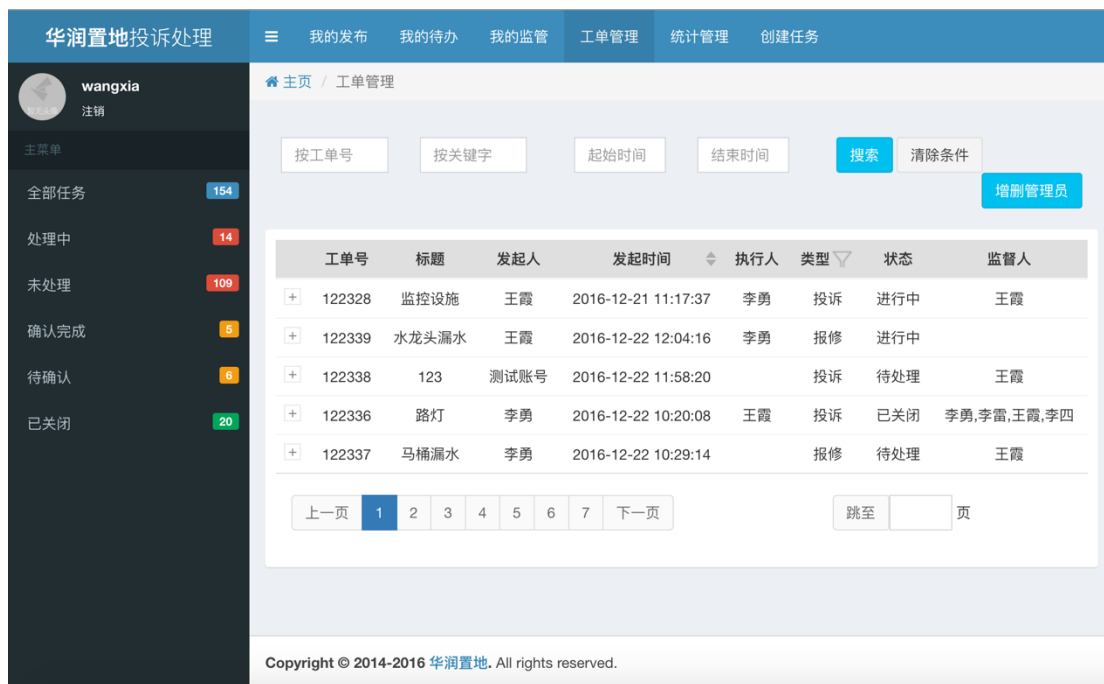 华润置地投诉处理
我的发布 我的待办 我的监管 工单管理 统计管理 创建任务
wangxia
注销
主菜单
全部任务 154
处理中 14
未处理 109
确认完成 5
待确认 6
已关闭 20
主页 / 工单管理
按工单号 按关键字 起始时间 结束时间 搜索 清除条件
增删管理员
工单号 标题 发起人 发起时间 执行人 类型 状态 监督人
122328 监控设施 王霞 2016-12-21 11:17:37 李勇 投诉 进行中 王霞
122339 水龙头漏水 王霞 2016-12-22 12:04:16 李勇 报修 进行中
122338 123 测试账号 2016-12-22 11:58:20 投诉 待处理 王霞
122336 路灯 李勇 2016-12-22 10:20:08 王霞 投诉 已关闭 李勇,李雷,王霞,李四
122337 马桶漏水 李勇 2016-12-22 10:29:14 报修 待处理 王霞
上一页 1 2 3 4 5 6 7 下一页 跳至 页
Copyright © 2014-2016 华润置地. All rights reserved.